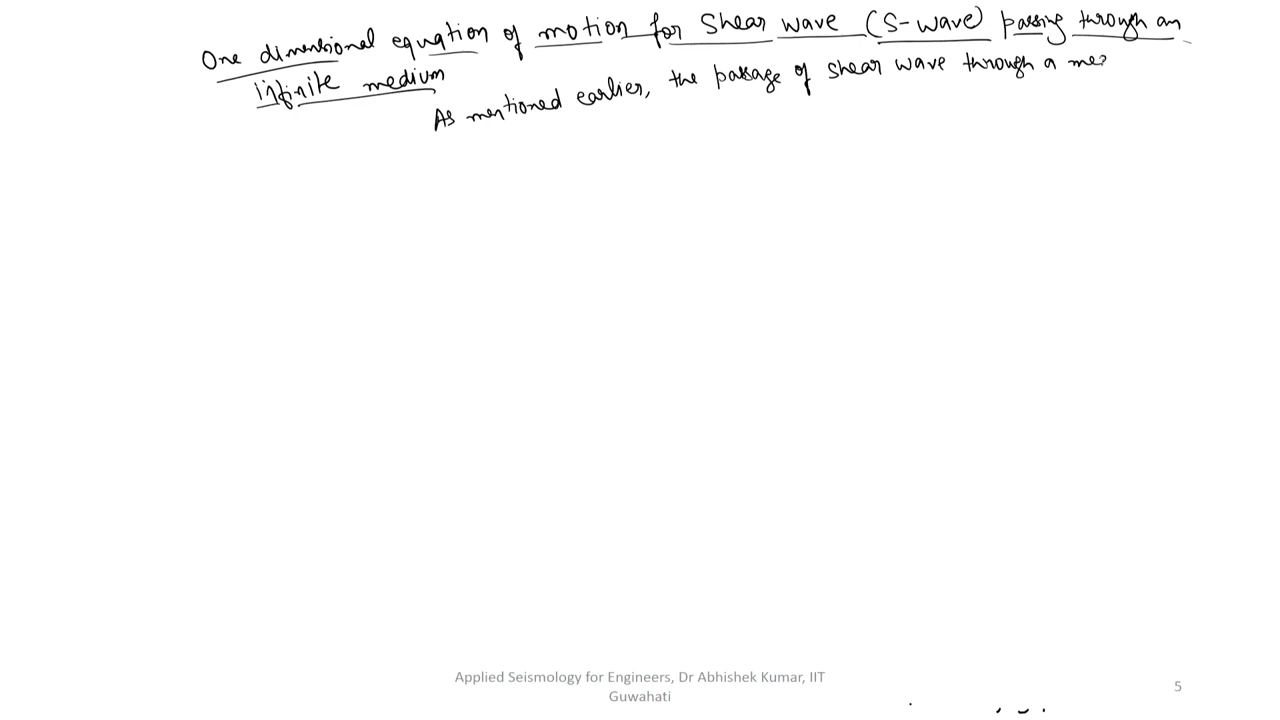 One dimensional equation of motion for Shear wave (S-wave) passing through an
infinite medium
As mentioned earlier, the passage of shear wave through a me
Applied Seismology for Engineers, Dr Abhishek Kumar, IIT
Guwahati
5